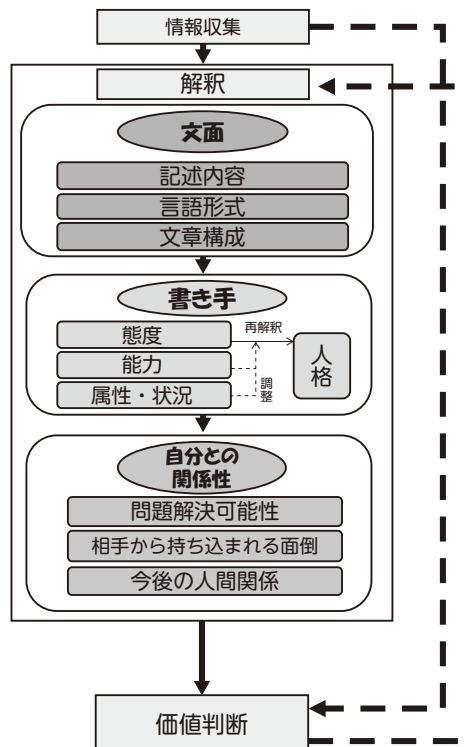 情報収集
解釈
文面
記述内容
言語形式
文章構成
書き手
態度
能力
属性・状況
再解釈
調整
人格
自分との
関係性
問題解決可能性
相手から持ち込まれる面倒
今後の人間関係
価値判断